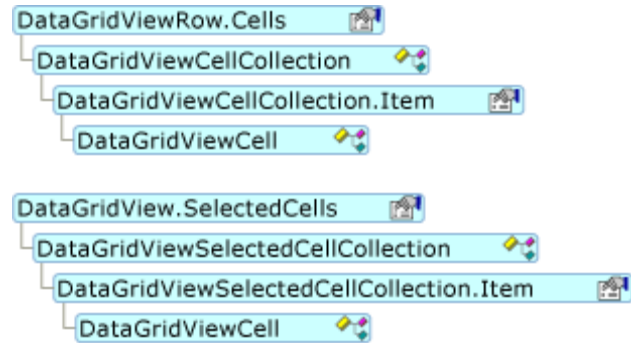 DataGridViewRow.Cells
DataGridViewCellCollection
DataGridViewCellCollection.Item
DataGridViewCell
DataGridView.SelectedCells
DataGridViewSelectedCellCollection
DataGridViewSelectedCellCollection.Item
DataGridViewCell